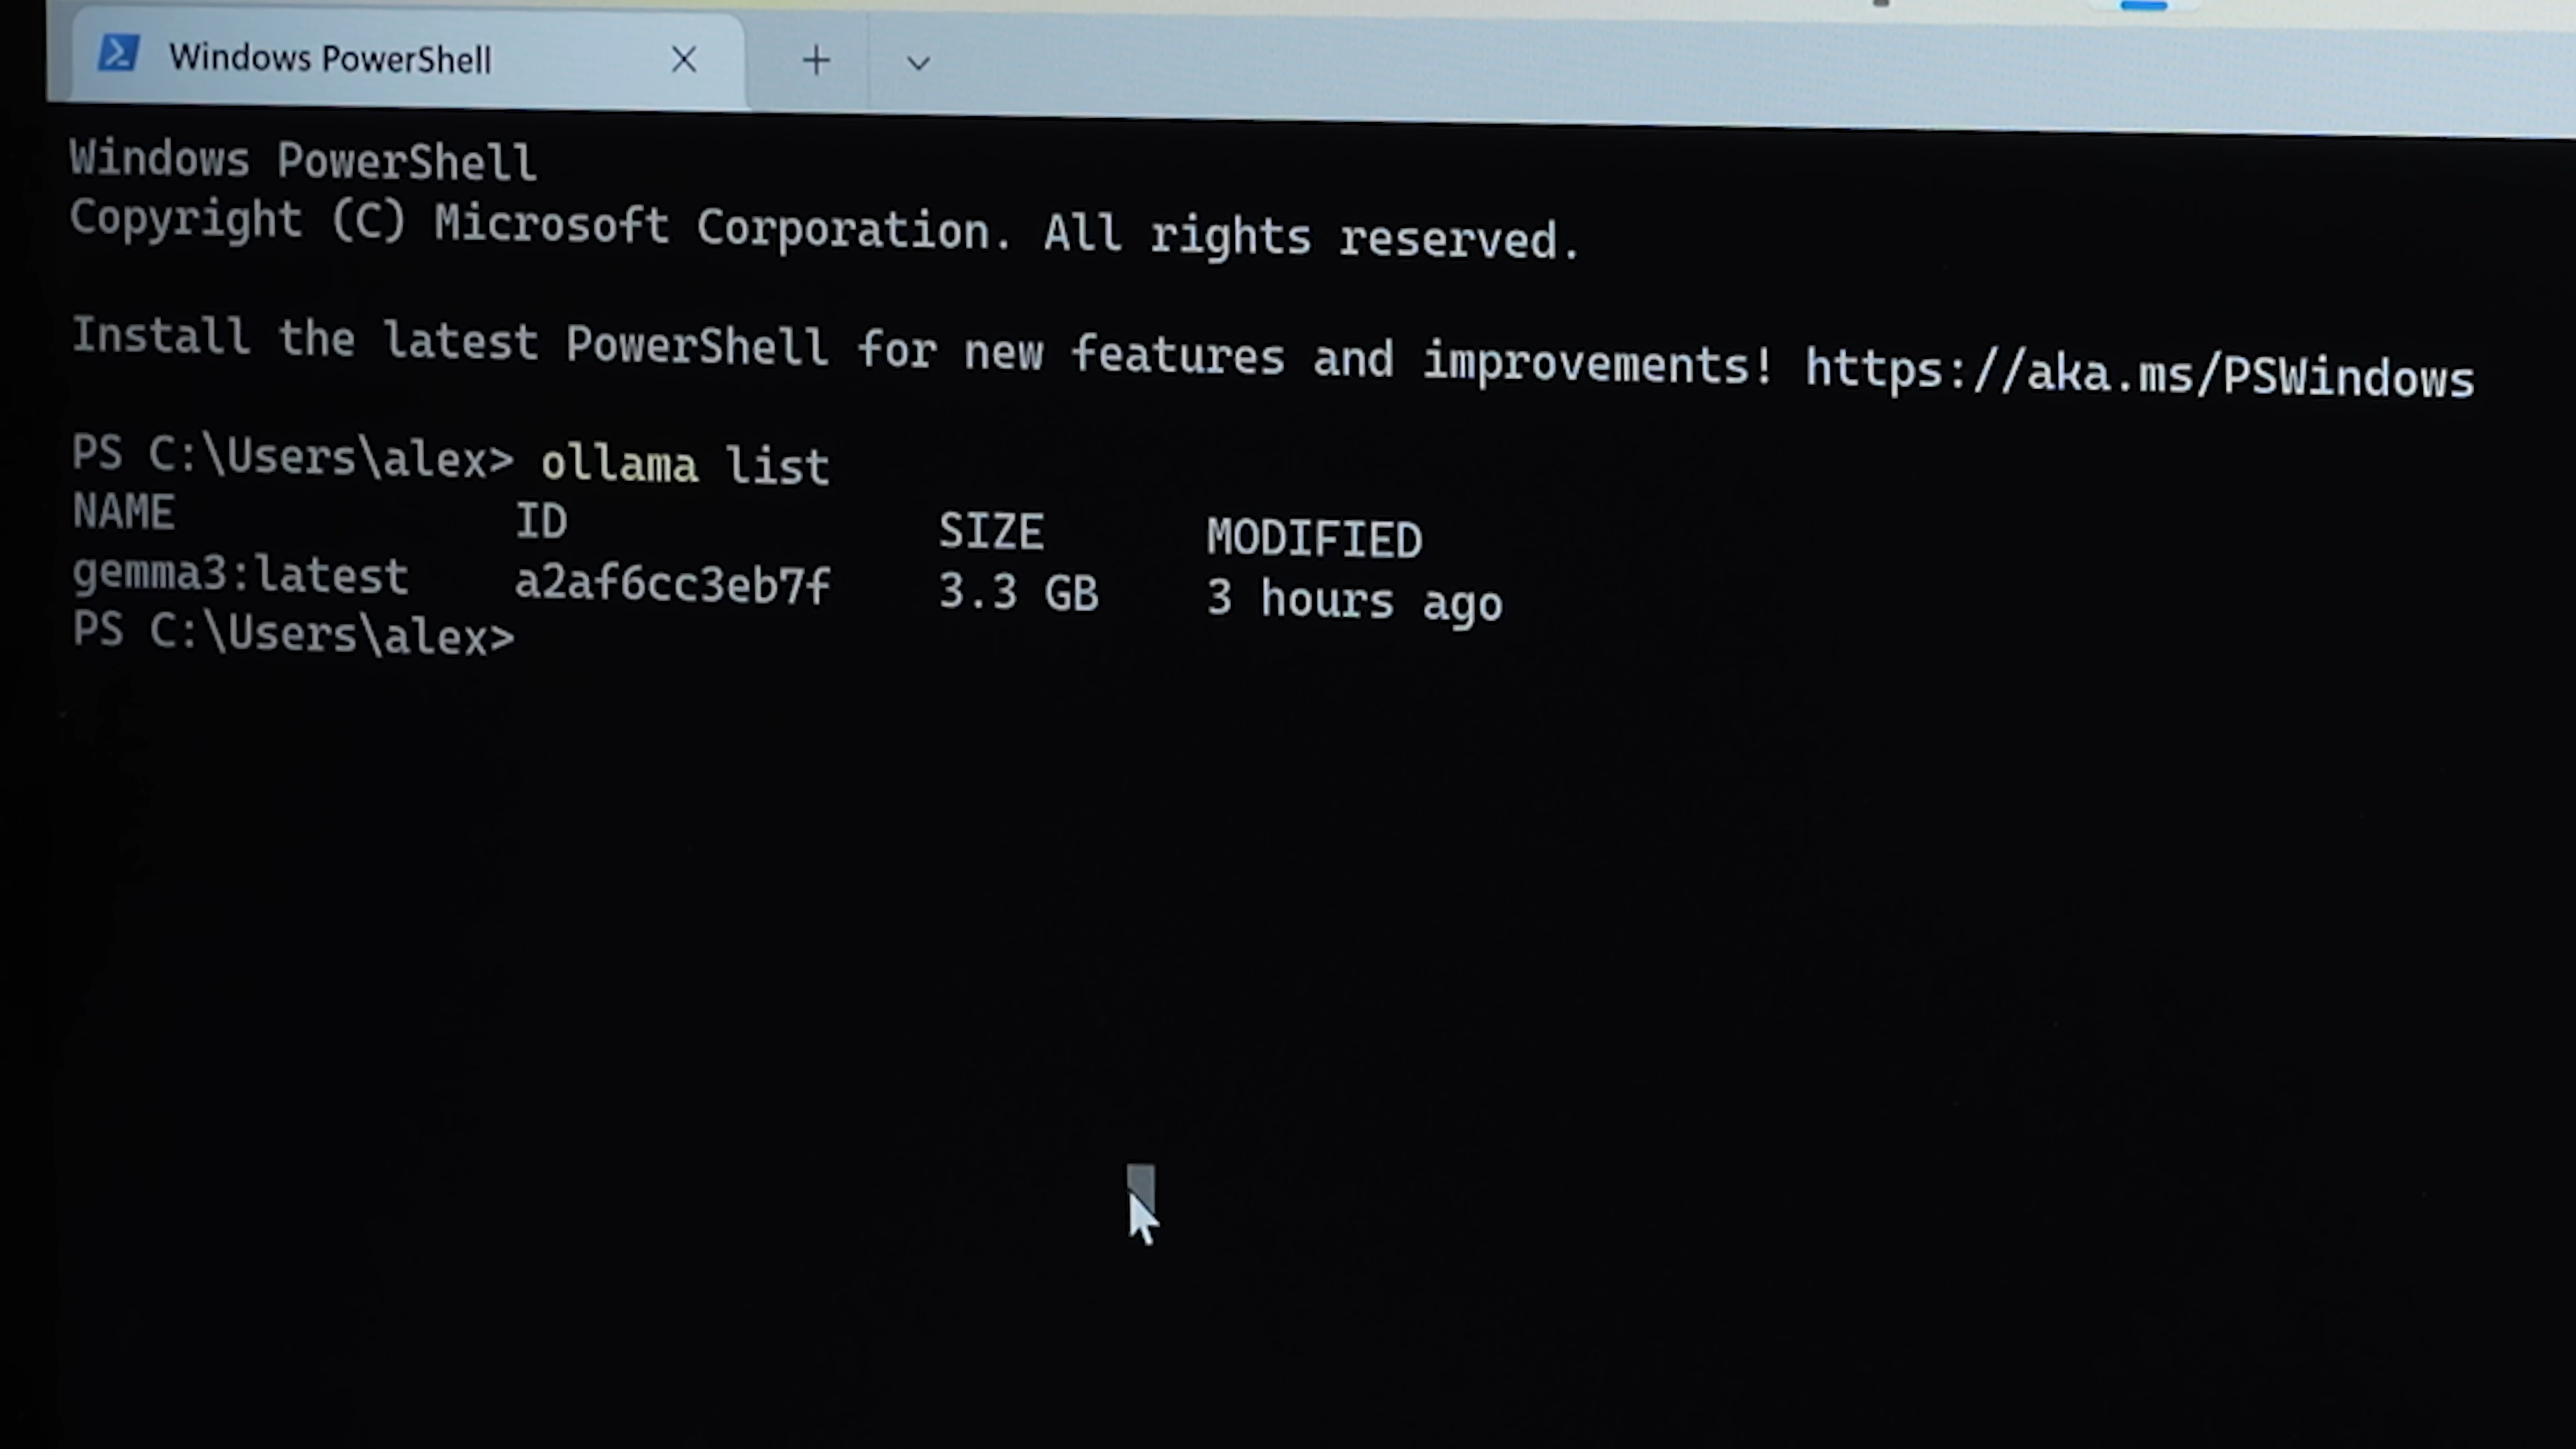 Windows PowerShell
Windows PowerShell
Copyright (C) Microsoft Corporation. All rights reserved.
Install the latest PowerShell for new features and improvements! https://aka.ms/PSWindows
PS C:\Users\alex> ollama list
NAME ID SIZE MODIFIED
gemma3:latest a2af6cc3eb7f 3.3 GB 3 hours ago
PS C:\Users\alex>